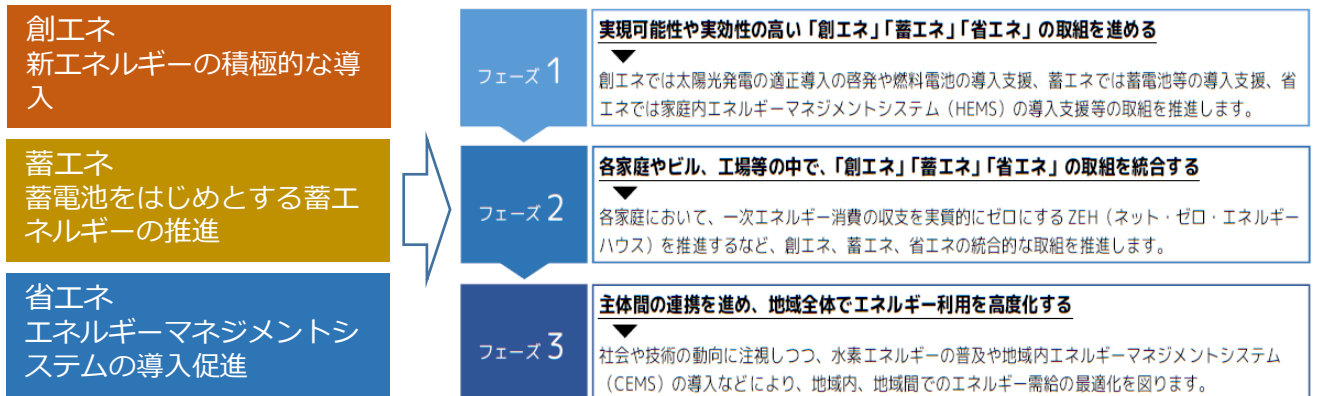 創エネ
新エネルギーの積極的な導
入
蓄エネ
蓄電池をはじめとする蓄エ
ネルギーの推進
省エネ
エネルギーマネジメントシ
ステムの導入促進
フェーズ 1
実現可能性や実効性の高い「創エネ」「蓄エネ」「省エネ」の取組を進める
創エネでは太陽光発電の適正導入の啓発や燃料電池の導入支援、蓄エネでは蓄電池等の導入支援、省
エネでは家庭内エネルギーマネジメントシステム（HEMS）の導入支援等の取組を推進します。
フェーズ 2
各家庭やビル、工場等の中で、「創エネ」「蓄エネ」「省エネ」の取組を統合する
各家庭において、一次エネルギー消費の収支を実質的にゼロにする ZEH（ネット・ゼロ・エネルギー
ハウス）を推進するなど、創エネ、蓄エネ、省エネの統合的な取組を推進します。
フェーズ 3
主体間の連携を進め、地域全体でエネルギー利用を高度化する
社会や技術の動向に注視しつつ、水素エネルギーの普及や地域内エネルギーマネジメントシステム
（CEMS）の導入などにより、地域内、地域間でのエネルギー需給の最適化を図ります。